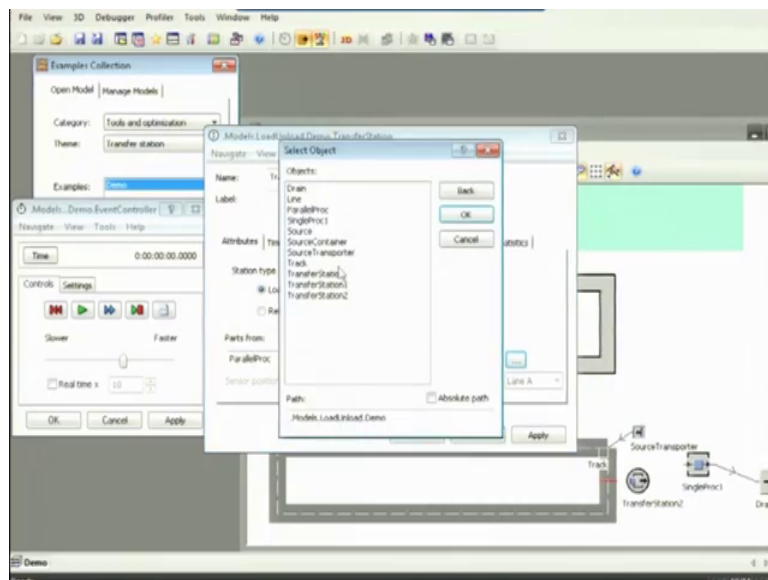 File View 3D Debugger Profiler Tools Window Help
Examples Collection
Open Model Manage Models
Category: Tools and optimization
Theme: Transfer station
Examples: Demo
.Models.LoadUnload.Demo.TransferStation
Navigate View
Name:
Label:
Attributes
Station type
Parts from:
ParallelProc
Sensor position
Lane A
Apply
Select Object
Objects:
Drain
Line
ParallelProc
SingleProc1
Source
SourceContainer
SourceTransporter
Track
TransferStation
TransferStation1
TransferStation2
Back
OK
Cancel
Path:
Absolute path
.Models.LoadUnload.Demo
.Models...Demo.EventController
Navigate View Tools Help
Time 0:00:00:00.0000
Controls Settings
Slower Faster
Real time x 10
OK Cancel Apply
SourceTransporter
Track
SingleProc1
TransferStation2
Demo